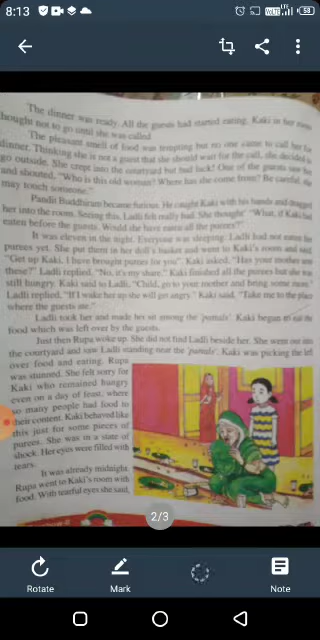 8:13
VoLTE
LTE
58
The dinner was ready. All the guests had started eating. Kaki in her room
thought not to go until she was called.
The pleasant smell of food was tempting but no one came to call her for
dinner. Thinking she is not a guest that she should wait for the call, she decided to
go outside. She crept into the courtyard but bad luck! One of the guests saw her
and shouted, "Who is this old woman? Where has she come from? Be careful, she
may touch someone."
Pandit Buddhiram became furious. He caught Kaki with his hands and dragged
her into the room. Seeing this, Ladli felt really bad. She thought "What, if Kaki had
eaten before the guests. Would she have eaten all the purees?"
It was eleven in the night. Everyone was sleeping. Ladli had not eaten her
purees yet. She put them in her doll's basket and went to Kaki's room and said,
"Get up Kaki, I have brought purees for you". Kaki asked, "Has your mother sent
these?" Ladli replied, "No, it's my share." Kaki finished all the purees but she was
still hungry. Kaki said to Ladli, "Child, go to your mother and bring some more."
Ladli replied, "If I wake her up she will get angry." Kaki said, "Take me to the place
where the guests ate."
Ladli took her and made her sit among the 'pattals'. Kaki began to eat the
food which was left over by the guests.
Just then Rupa woke up. She did not find Ladli beside her. She went out into
the courtyard and saw Ladli standing near the 'pattals'. Kaki was picking the left
over food and eating. Rupa
was stunned. She felt sorry for
Kaki who remained hungry
even on a day of feast, where
so many people had food to
their content. Kaki behaved like
this just for some pieces of
purees. She was in a state of
shock. Her eyes were filled with
tears.
It was already midnight.
Rupa went to Kaki's room with
food. With tearful eyes she said,
2/3
Rotate
Mark
Note